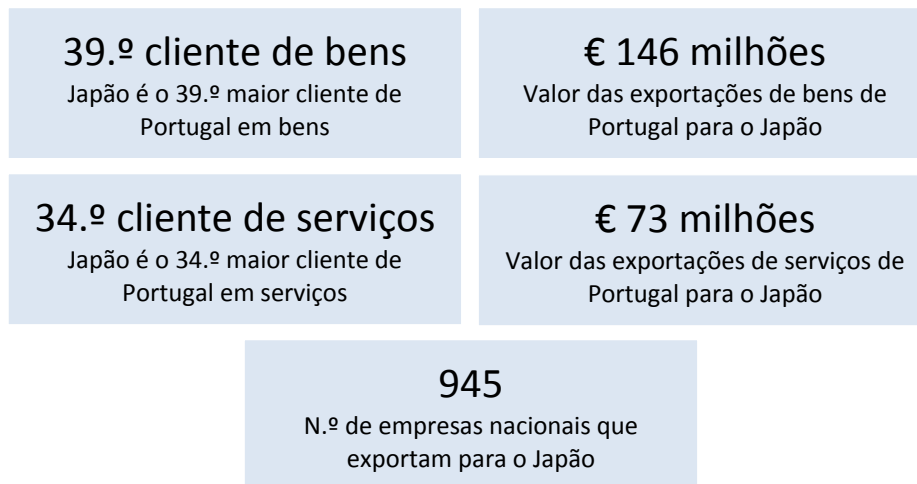 39.º cliente de bens
Japão é o 39.º maior cliente de
Portugal em bens
€ 146 milhões
Valor das exportações de bens de
Portugal para o Japão
34.º cliente de serviços
Japão é o 34.º maior cliente de
Portugal em serviços
€ 73 milhões
Valor das exportações de serviços de
Portugal para o Japão
945
N.º de empresas nacionais que
exportam para o Japão